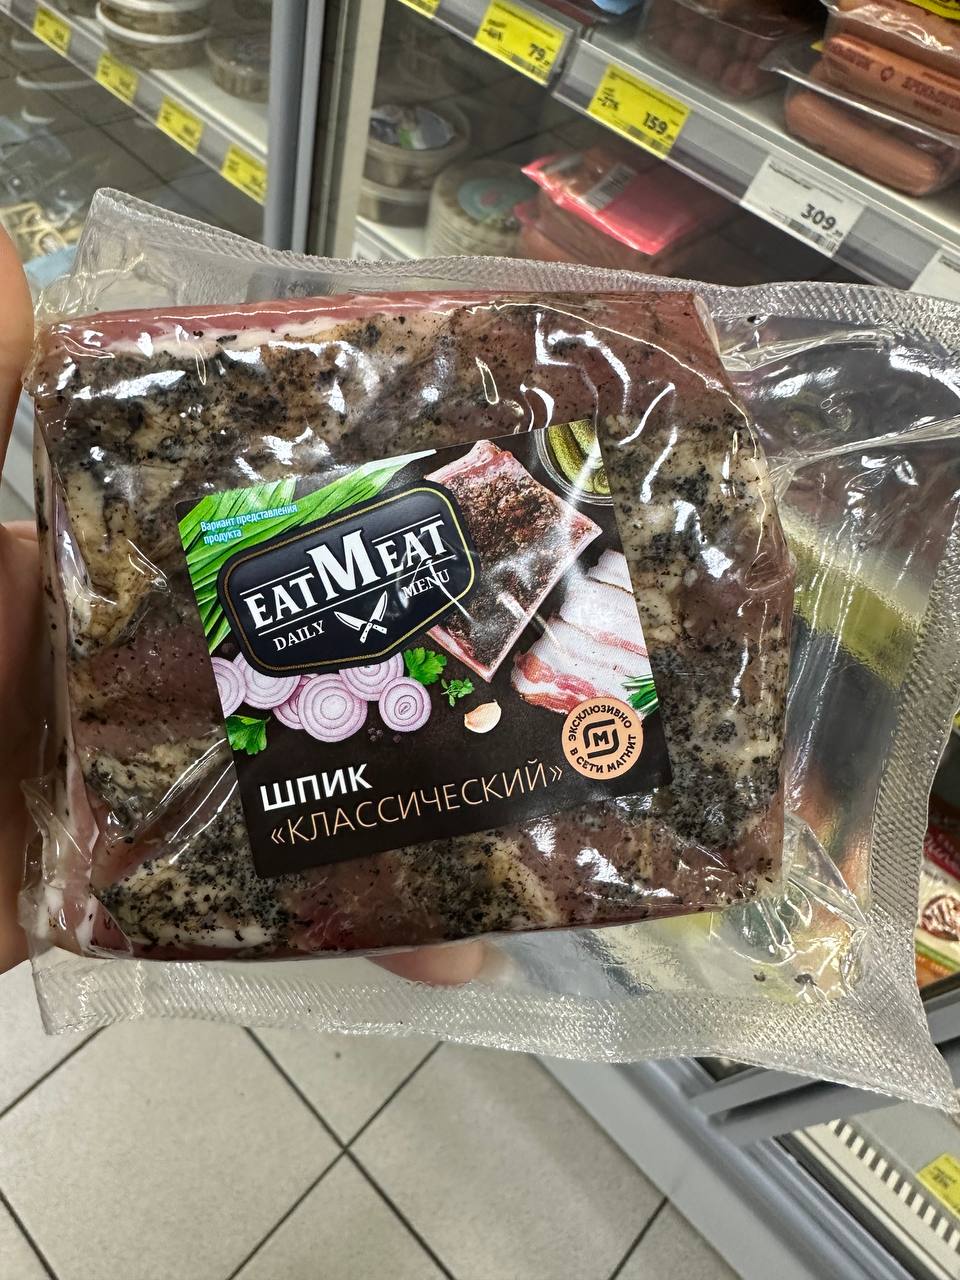 79
159
309
Вариант представления
продукта
EATMEAT
DAILY MENU
ЭКСКЛЮЗИВНО
В СЕТИ МАГНИТ
ШПИК
«КЛАССИЧЕСКИЙ»